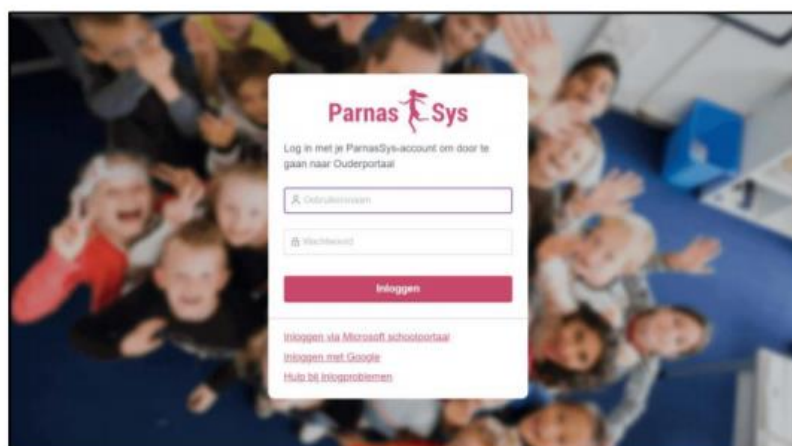 Parnas Sys
Log in met je ParnasSys-account om door te
gaan naar Ouderportaal
Gebruikersnaam
Wachtwoord
Inloggen
Inloggen via Microsoft schoolportaal
Inloggen met Google
Hulp bij inlogproblemen